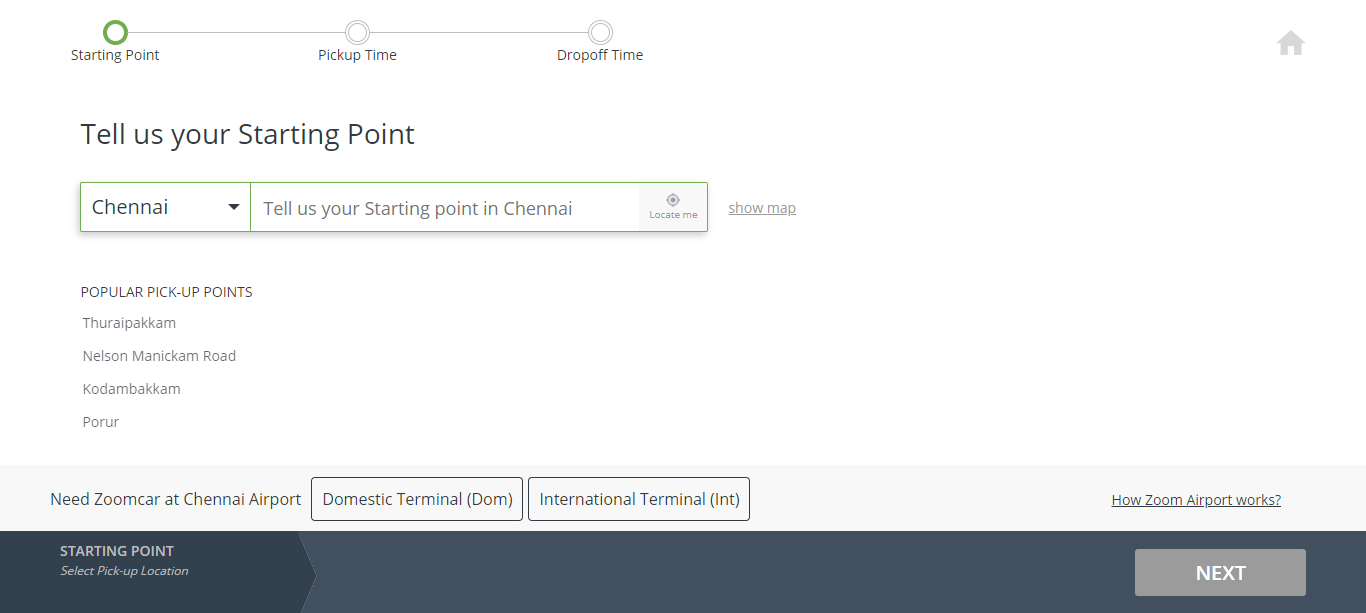 Starting Point
Pickup Time
Dropoff Time
Tell us your Starting Point
Chennai
Tell us your Starting point in Chennai
Locate me
show map
POPULAR PICK-UP POINTS
Thuraipakkam
Nelson Manickam Road
Kodambakkam
Porur
Need Zoomcar at Chennai Airport
Domestic Terminal (Dom)
International Terminal (Int)
How Zoom Airport works?
STARTING POINT
Select Pick-up Location
NEXT